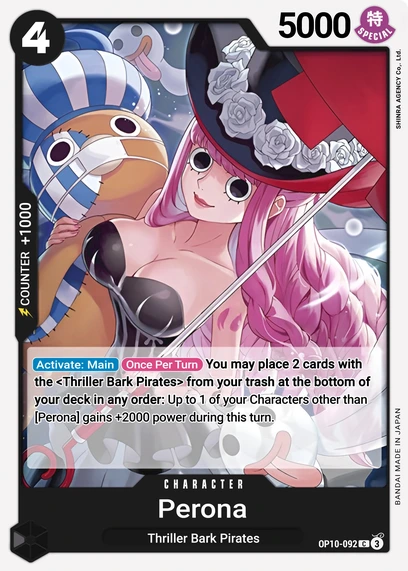 4
5000
特
SPECIAL
SHINRA AGENCY Co., Ltd.
COUNTER +1000
Activate: Main Once Per Turn You may place 2 cards with
the <Thriller Bark Pirates> from your trash at the bottom of
your deck in any order: Up to 1 of your Characters other than
[Perona] gains +2000 power during this turn.
BANDAI MADE IN JAPAN
CHARACTER
Perona
Thriller Bark Pirates
OP10-092 C 3